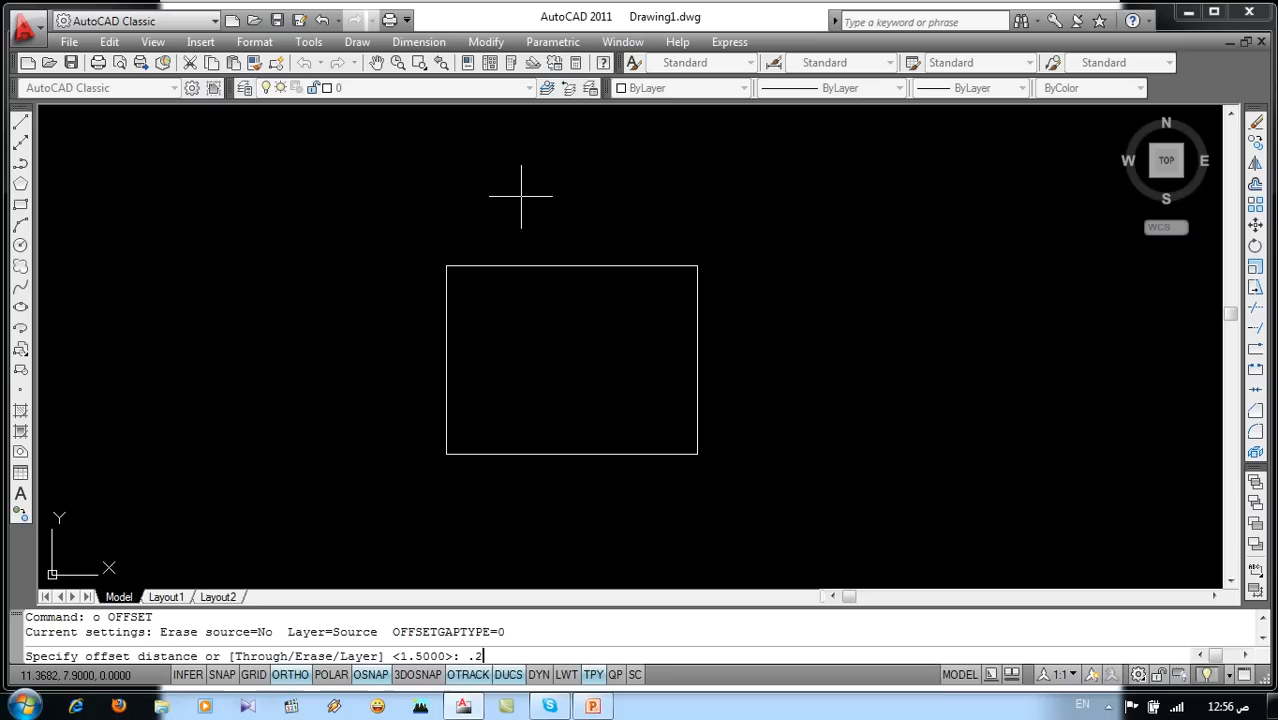 AutoCAD Classic
AutoCAD 2011 Drawing1.dwg
Type a keyword or phrase
File Edit View Insert Format Tools Draw Dimension Modify Parametric Window Help Express
Standard Standard Standard Standard
AutoCAD Classic 0 ByLayer ByLayer ByLayer ByColor
N
W TOP E
S
WCS
Y
X
Model Layout1 Layout2
Command: o OFFSET
Current settings: Erase source=No Layer=Source OFFSETGAPTYPE=0
Specify offset distance or [Through/Erase/Layer] <1.5000>: .2
11.3682, 7.9000, 0.0000 INFER SNAP GRID ORTHO POLAR OSNAP 3DOSNAP OTRACK DUCS DYN LWT TPY QP SC MODEL 1:1
EN 12:56 ص